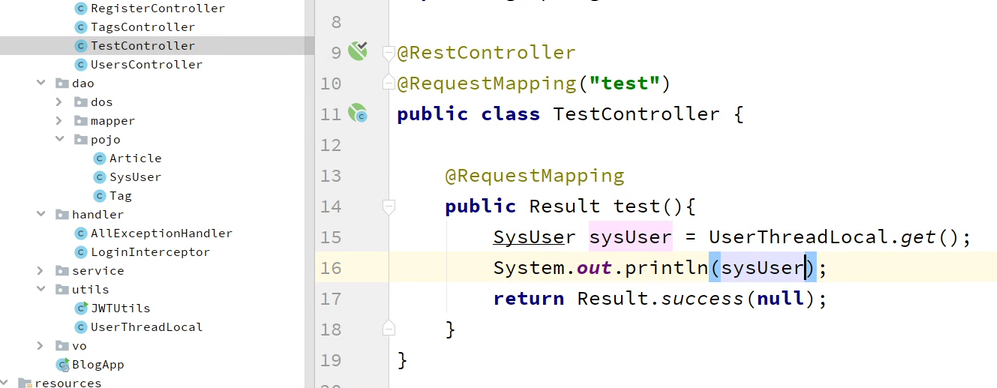 RegisterController
TagsController
TestController
UsersController
dao
dos
mapper
pojo
Article
SysUser
Tag
handler
AllExceptionHandler
LoginInterceptor
service
utils
JWTUtils
UserThreadLocal
vo
BlogApp
resources
8
9 @RestController
10 @RequestMapping("test")
11 public class TestController {
12
13 @RequestMapping
14 public Result test(){
15 SysUser sysUser = UserThreadLocal.get();
16 System.out.println(sysUser);
17 return Result.success(null);
18 }
19 }